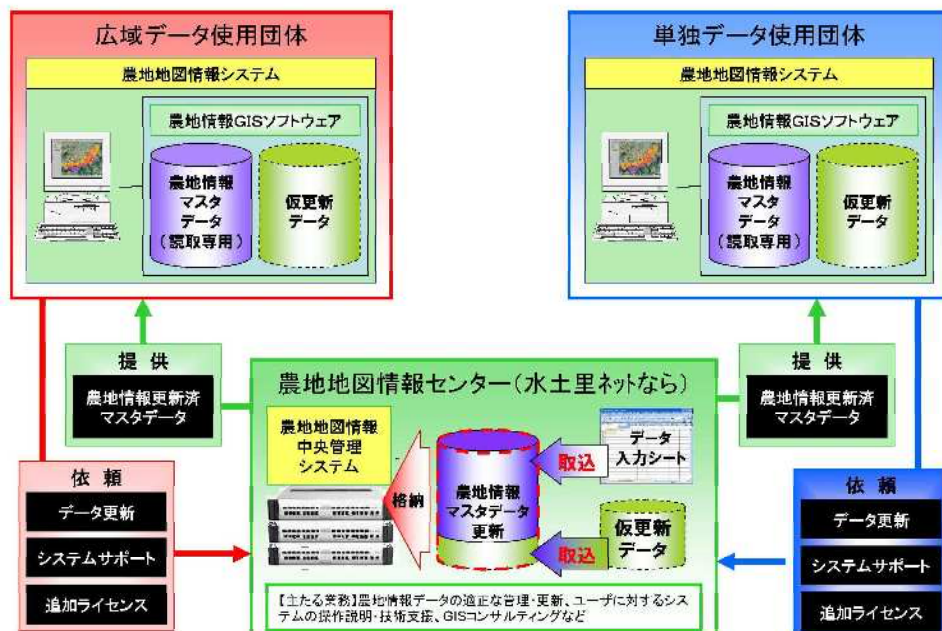 広域データ使用団体
農地地図情報システム
農地情報GISソフトウェア
農地情報
マスタ
データ
(読取専用)
仮更新
データ
単独データ使用団体
農地地図情報システム
農地情報GISソフトウェア
農地情報
マスタ
データ
(読取専用)
仮更新
データ
提 供
農地情報更新済
マスタデータ
提 供
農地情報更新済
マスタデータ
農地地図情報センター(水土里ネットなら)
農地地図情報
中央管理
システム
格納
農地情報
マスタデータ
更新
取込
データ
入力シート
取込
仮更新
データ
依 頼
データ更新
システムサポート
追加ライセンス
依 頼
データ更新
システムサポート
追加ライセンス
【主たる業務】農地情報データの適正な管理・更新、ユーザに対するシス
テムの操作説明・技術支援、GISコンサルティングなど